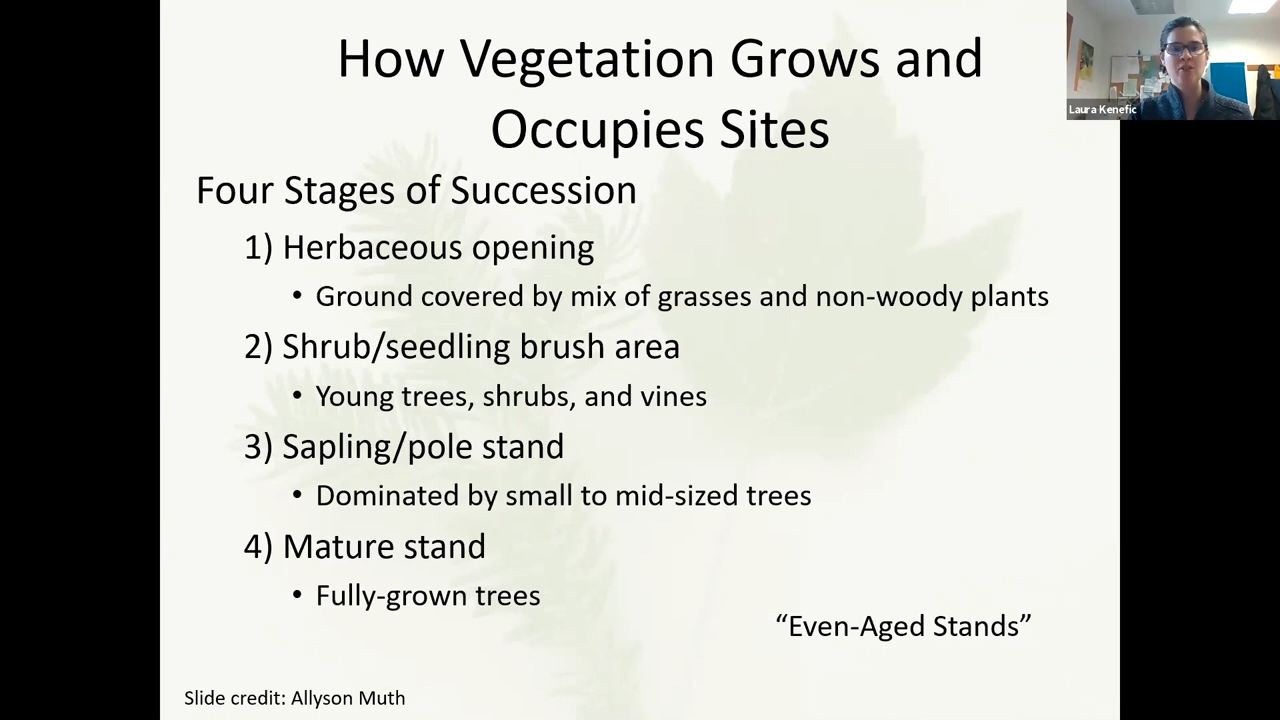 How Vegetation Grows and
Occupies Sites
Laura Kenefic
Four Stages of Succession
1) Herbaceous opening
• Ground covered by mix of grasses and non-woody plants
2) Shrub/seedling brush area
• Young trees, shrubs, and vines
3) Sapling/pole stand
• Dominated by small to mid-sized trees
4) Mature stand
• Fully-grown trees
“Even-Aged Stands”
Slide credit: Allyson Muth